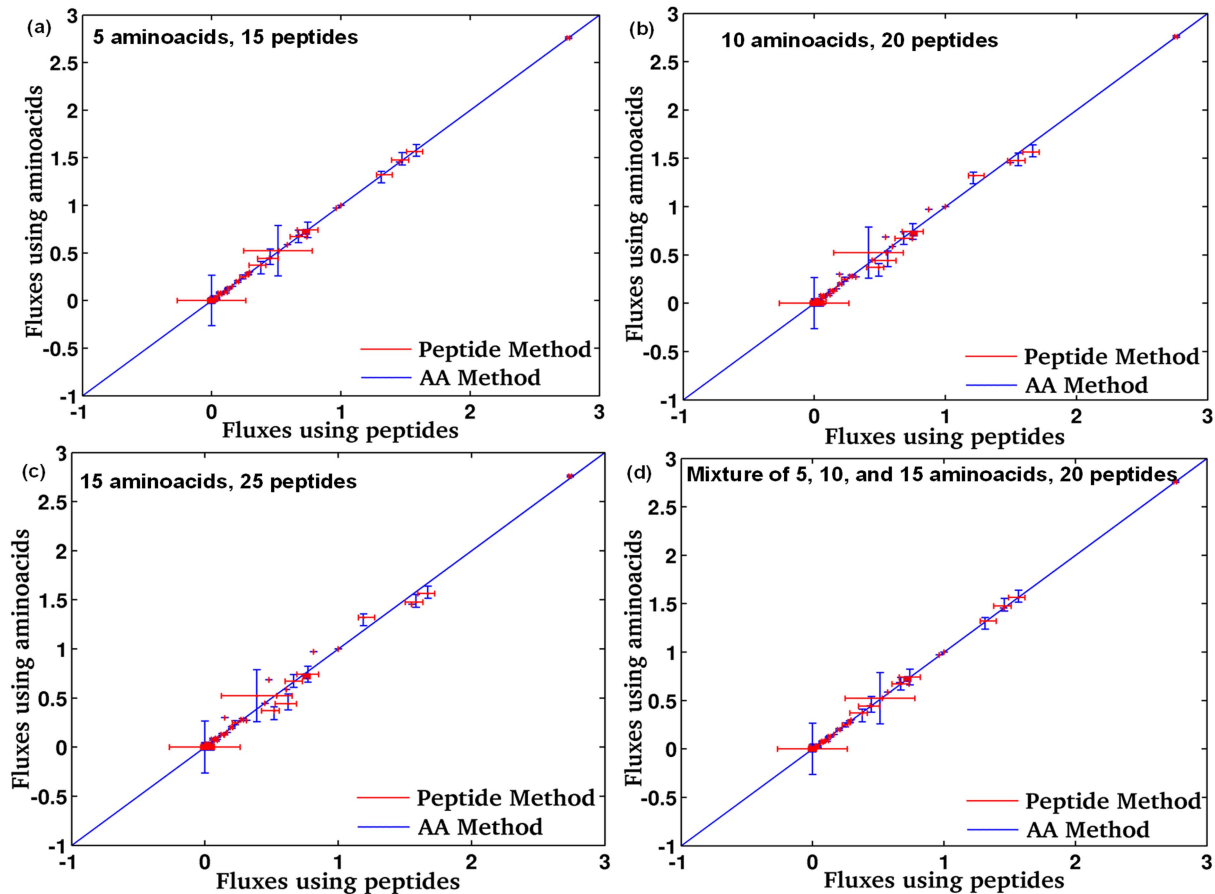 (a)
5 aminoacids, 15 peptides
3
2.5
2
1.5
1
0.5
0
-0.5
-1
Fluxes using aminoacids
Peptide Method
AA Method
-1 0 1 2 3
Fluxes using peptides
(b)
10 aminoacids, 20 peptides
3
2.5
2
1.5
1
0.5
0
-0.5
-1
Fluxes using aminoacids
Peptide Method
AA Method
-1 0 1 2 3
Fluxes using peptides
(c)
15 aminoacids, 25 peptides
3
2.5
2
1.5
1
0.5
0
-0.5
-1
Fluxes using aminoacids
Peptide Method
AA Method
-1 0 1 2 3
Fluxes using peptides
(d)
Mixture of 5, 10, and 15 aminoacids, 20 peptides
3
2.5
2
1.5
1
0.5
0
-0.5
-1
Fluxes using aminoacids
Peptide Method
AA Method
-1 0 1 2 3
Fluxes using peptides